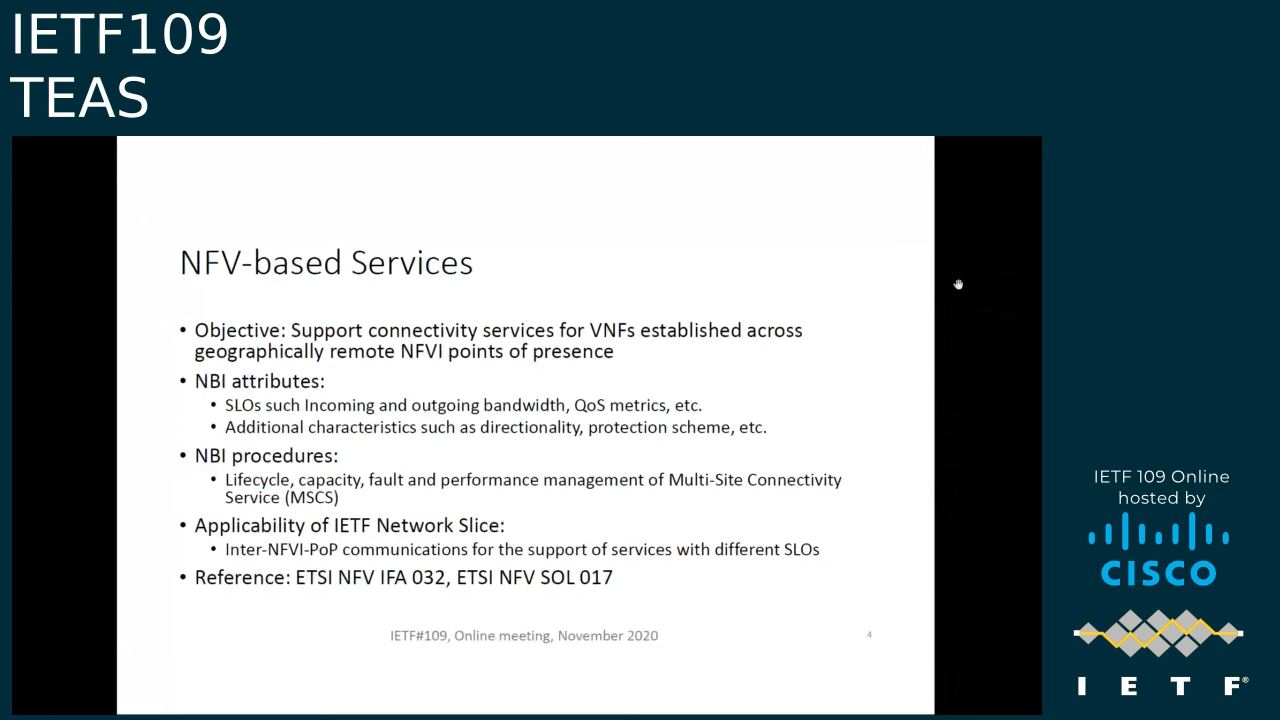 IETF109
TEAS
NFV-based Services
• Objective: Support connectivity services for VNFs established across
geographically remote NFVI points of presence
• NBI attributes:
• SLOs such Incoming and outgoing bandwidth, QoS metrics, etc.
• Additional characteristics such as directionality, protection scheme, etc.
• NBI procedures:
• Lifecycle, capacity, fault and performance management of Multi-Site Connectivity
Service (MSCS)
• Applicability of IETF Network Slice:
• Inter-NFVI-PoP communications for the support of services with different SLOs
• Reference: ETSI NFV IFA 032, ETSI NFV SOL 017
IETF#109, Online meeting, November 2020
4
IETF 109 Online
hosted by
CISCO
I E T F®